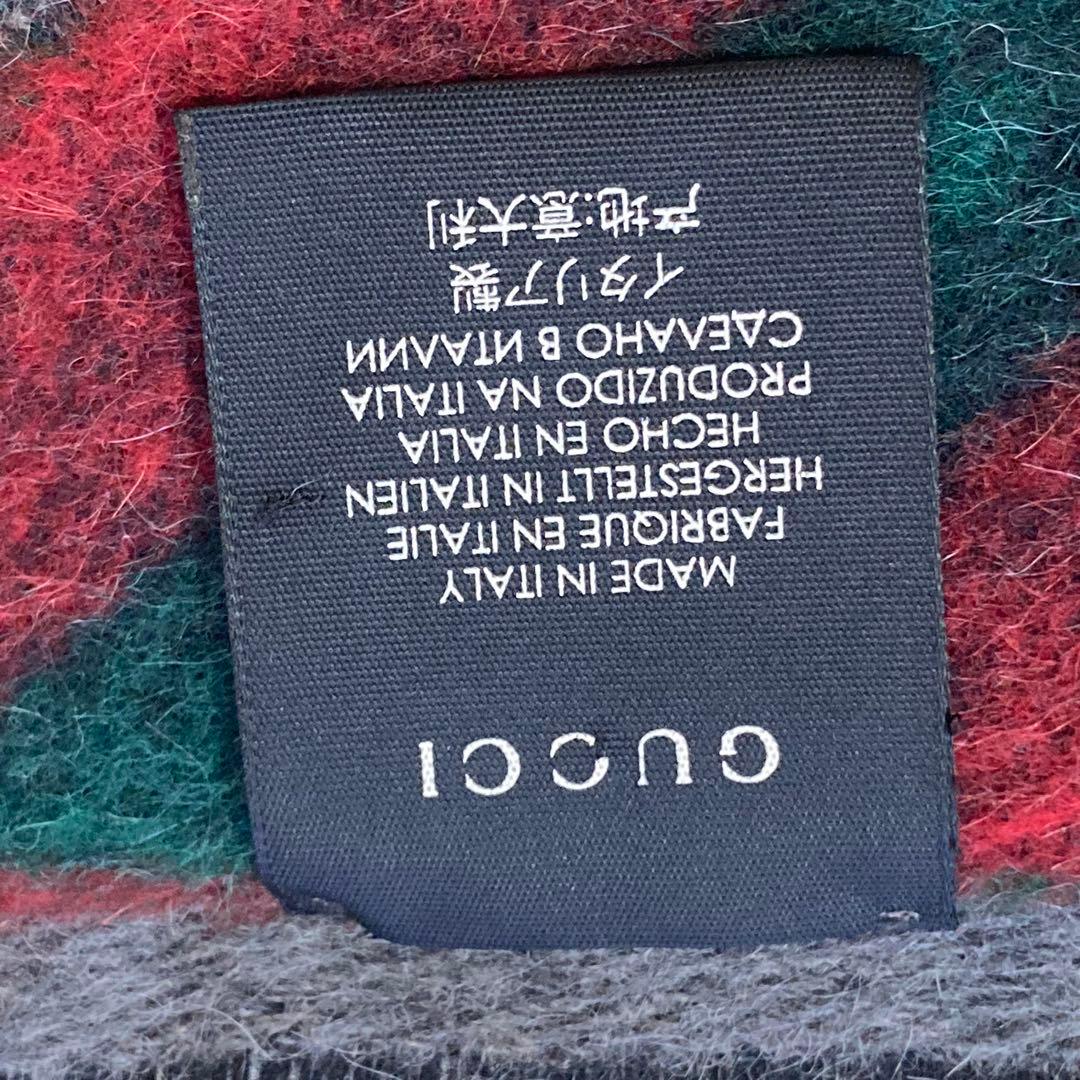 GUCCI
MADE IN ITALY
FABRIQUE EN ITALIE
HERGESTELLT IN ITALIEN
HECHO EN ITALIA
PRODUZIDO NA ITALIA
СДЕЛАНО В ИТАЛИИ
イタリア製
产地:意大利